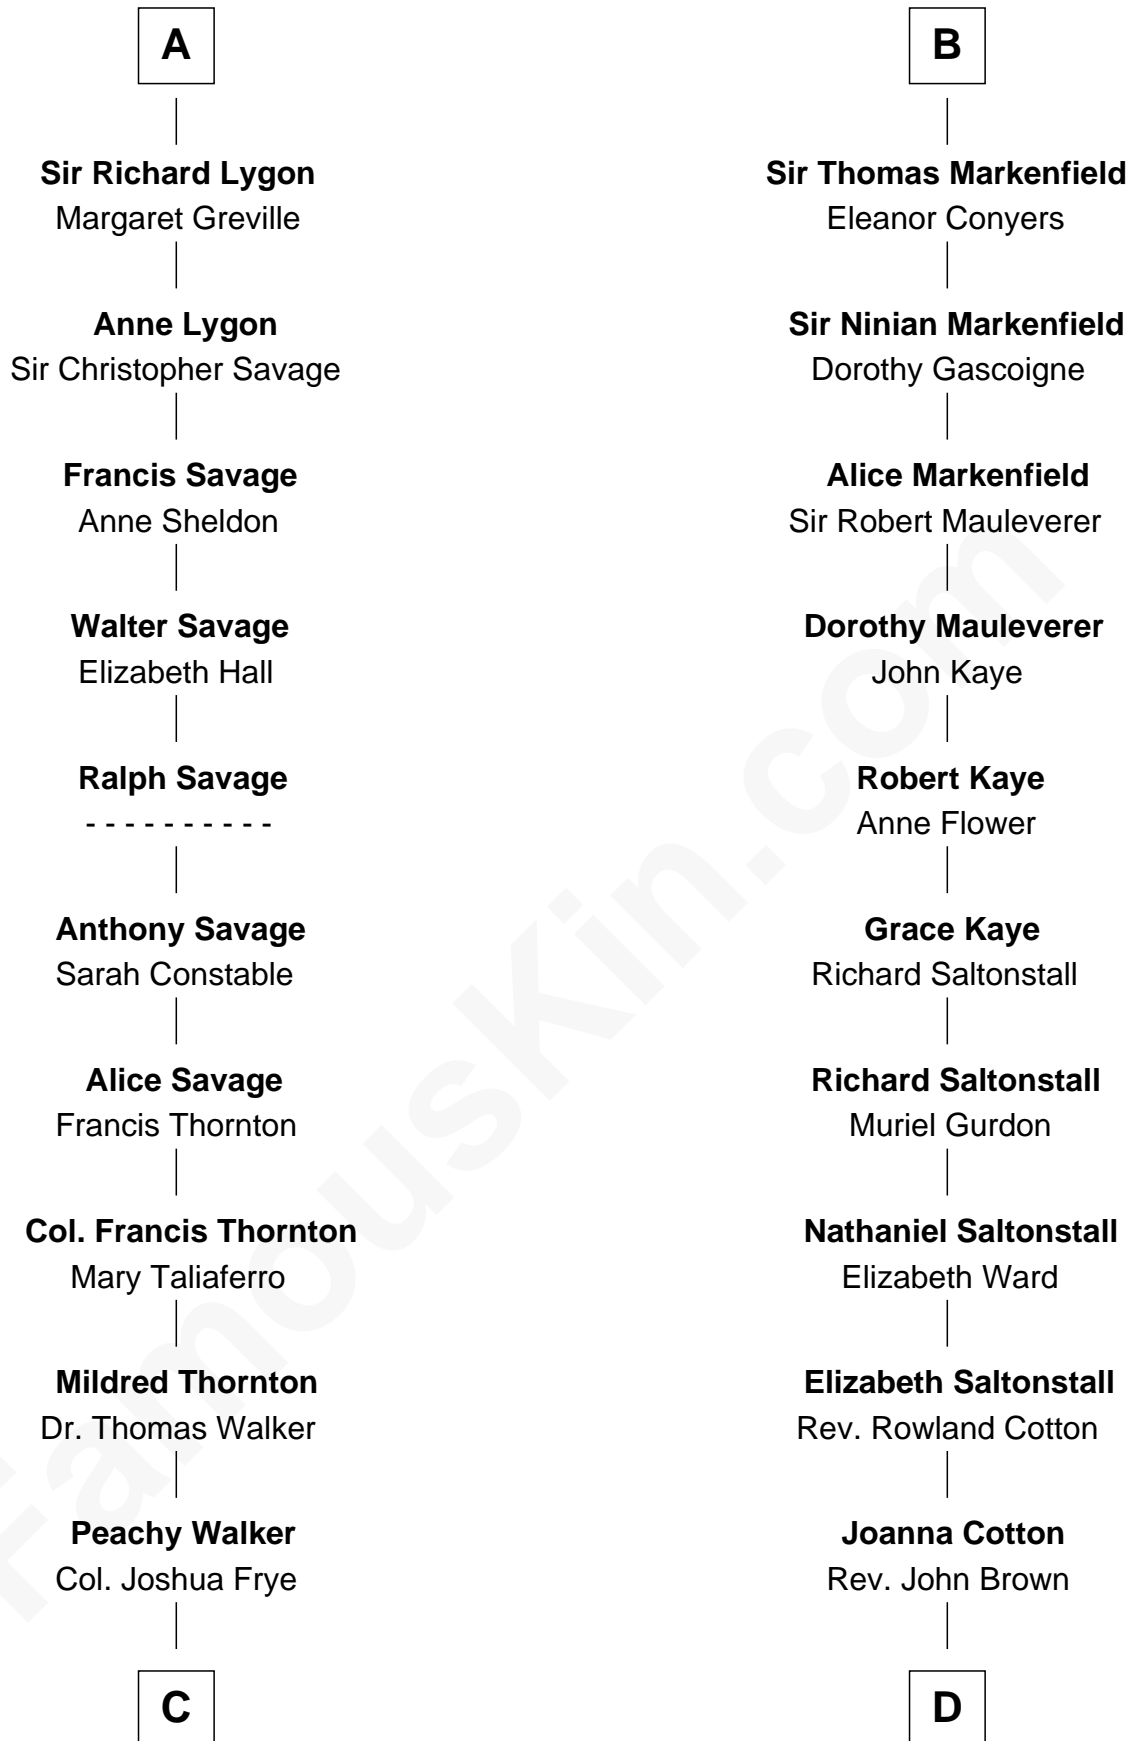 A
Sir Richard Lygon
Margaret Greville
Anne Lygon
Sir Christopher Savage
Francis Savage
Anne Sheldon
Walter Savage
Elizabeth Hall
Ralph Savage
- - - - - - - - - -
Anthony Savage
Sarah Constable
Alice Savage
Francis Thornton
Col. Francis Thornton
Mary Taliaferro
Mildred Thornton
Dr. Thomas Walker
Peachy Walker
Col. Joshua Frye
C
B
Sir Thomas Markenfield
Eleanor Conyers
Sir Ninian Markenfield
Dorothy Gascoigne
Alice Markenfield
Sir Robert Mauleverer
Dorothy Mauleverer
John Kaye
Robert Kaye
Anne Flower
Grace Kaye
Richard Saltonstall
Richard Saltonstall
Muriel Gurdon
Nathaniel Saltonstall
Elizabeth Ward
Elizabeth Saltonstall
Rev. Rowland Cotton
Joanna Cotton
Rev. John Brown
D
FamousKin.com